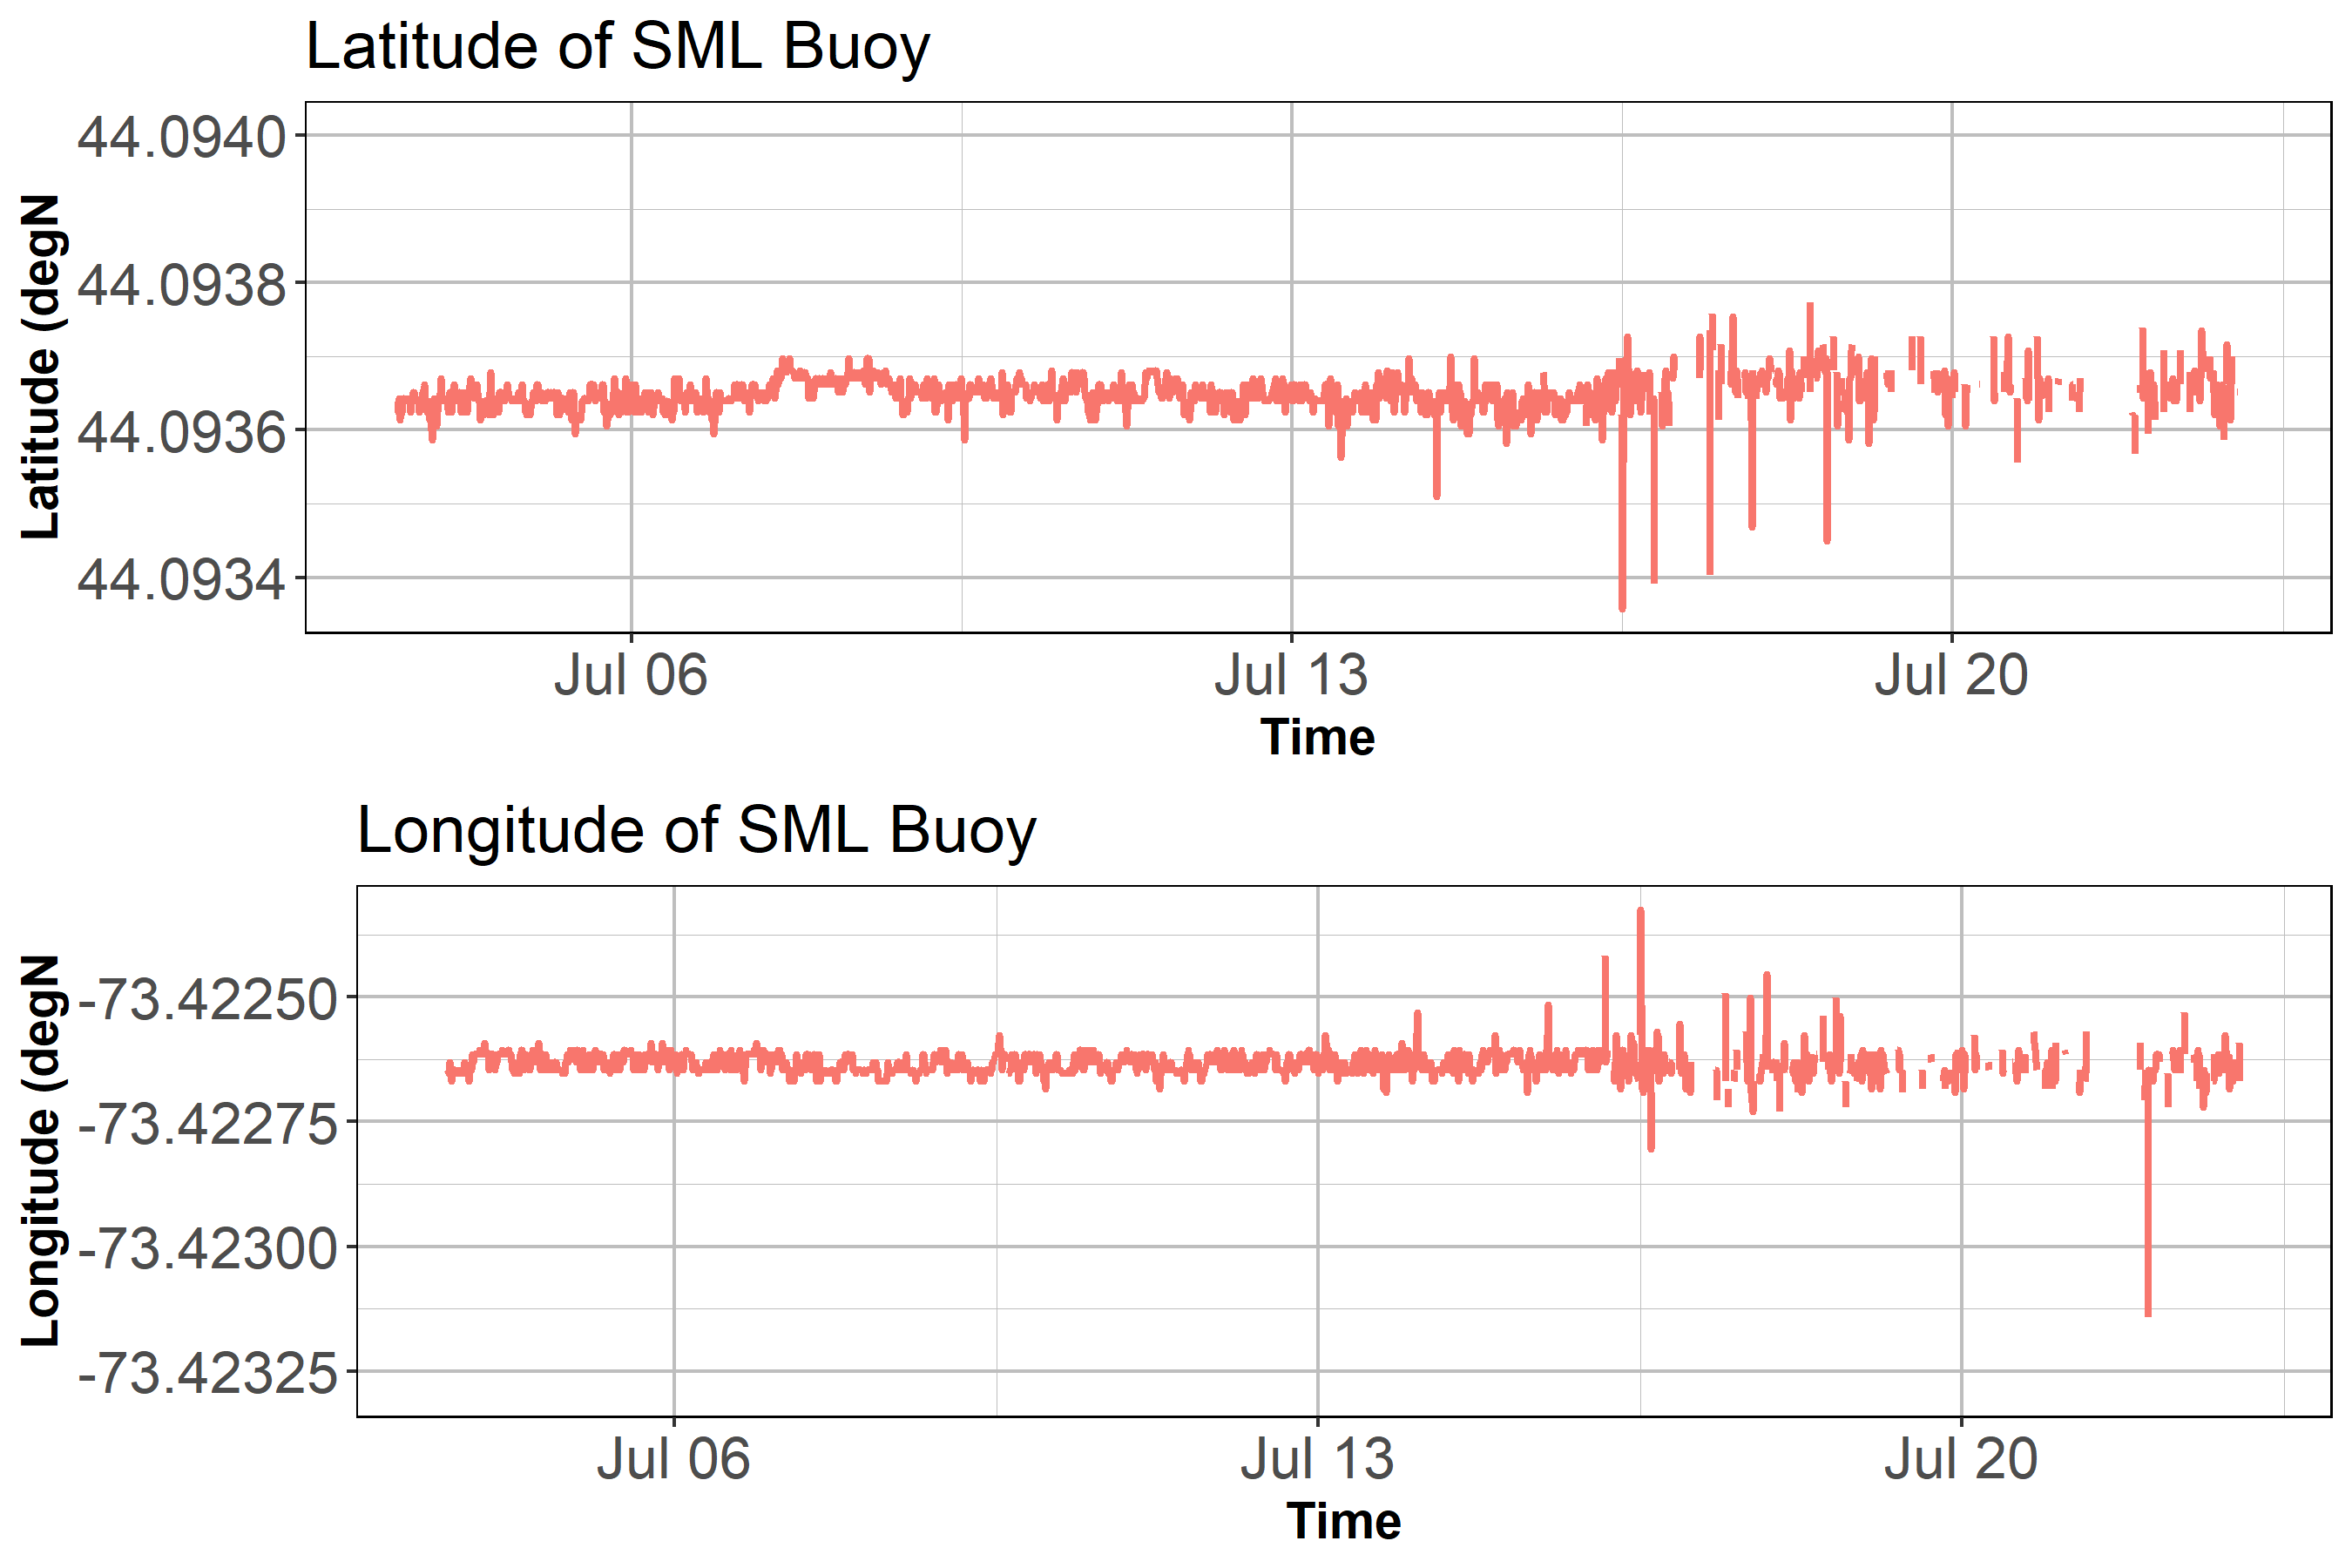 Latitude of SML Buoy
44.0940
44.0938
44.0936
44.0934
Latitude (degN
Jul 06 Jul 13 Jul 20
Time
Longitude of SML Buoy
-73.42250
-73.42275
-73.42300
-73.42325
Longitude (degN
Jul 06 Jul 13 Jul 20
Time